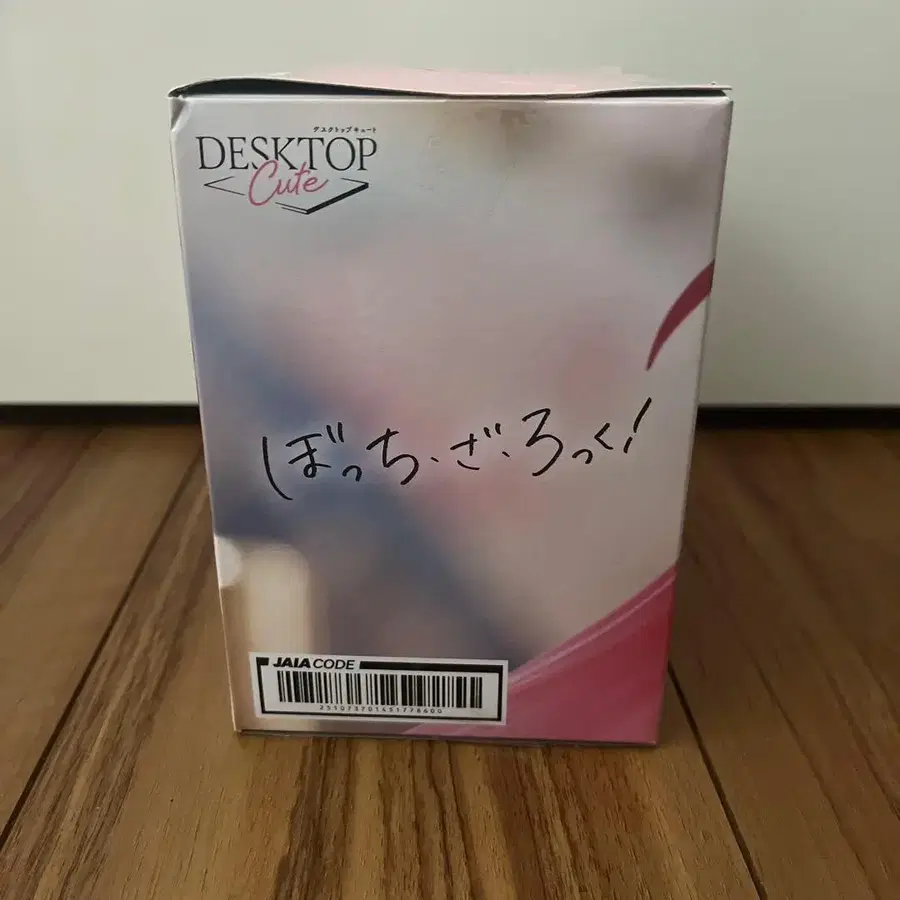 デスクトップキュート
DESKTOP
Cute
ぼっち・ざ・ろっく!
JAIA CODE
251073701451776600